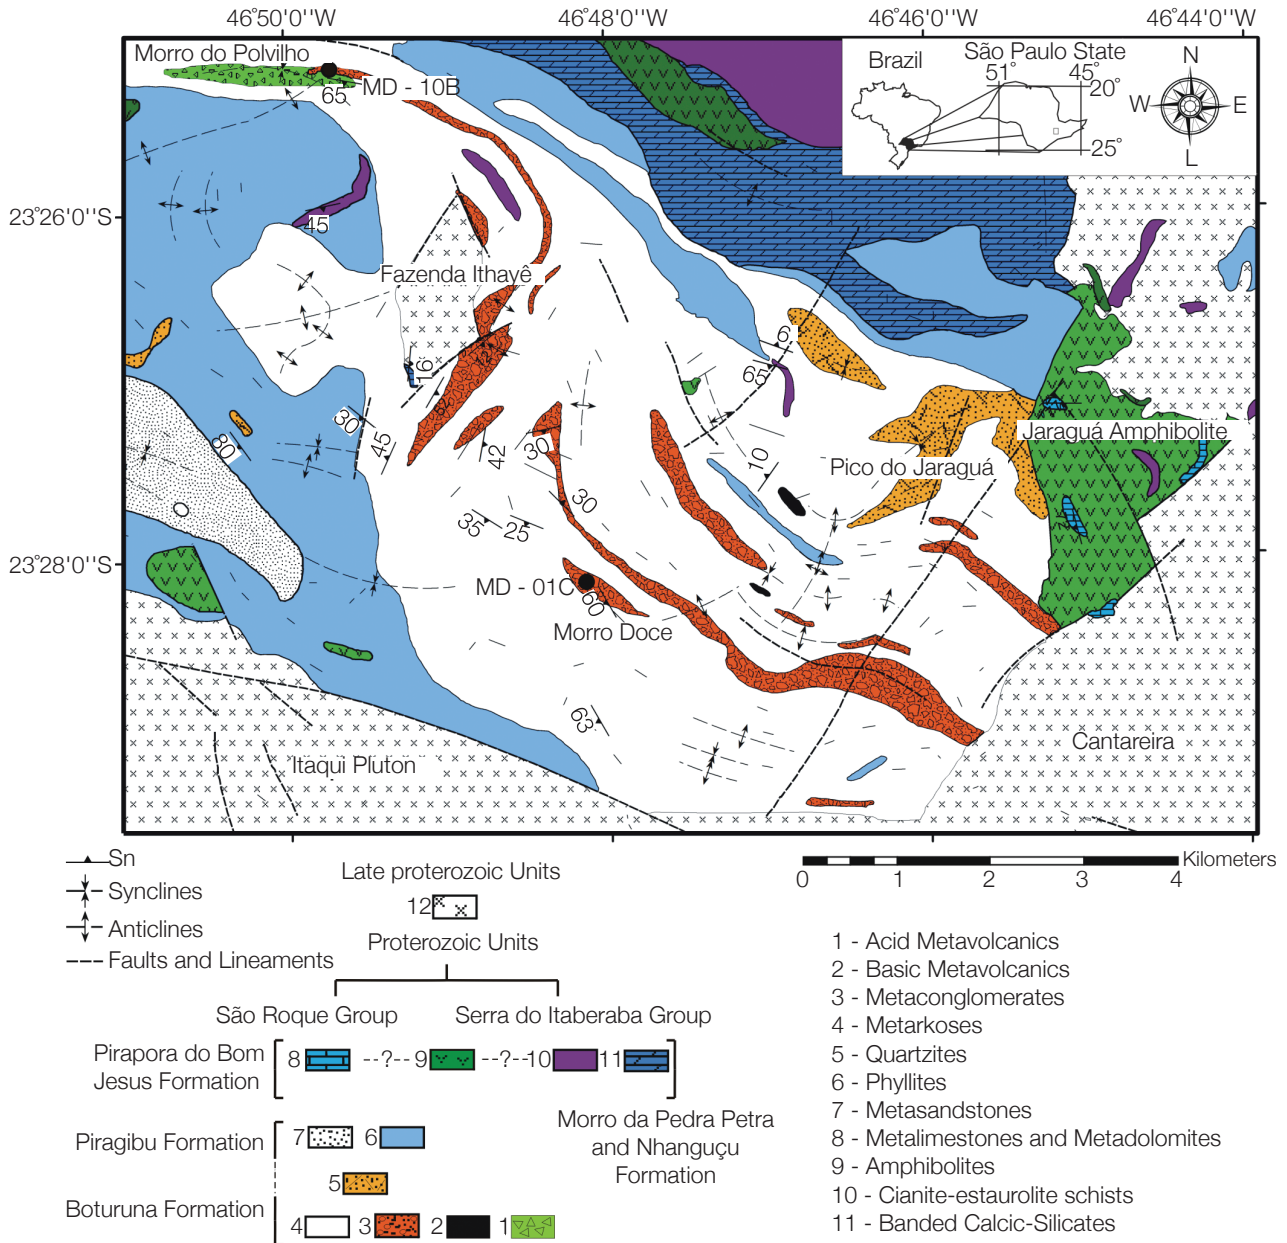 46°50'0''W
46°48'0''W
46°46'0''W
46°44'0''W
Morro do Polvilho
MD - 10B
65
Brazil
São Paulo State
51°
45°
20°
25°
N
W
E
L
23°26'0''S
45
Fazenda Ithayê
16
6
65
30
45
80
42
30
10
Jaraguá Amphibolite
Pico do Jaraguá
30
35
25
23°28'0''S
MD - 01C
60
Morro Doce
63
Itaqui Pluton
Cantareira
Sn
Synclines
Anticlines
Faults and Lineaments
Late proterozoic Units
12
Proterozoic Units
São Roque Group
Serra do Itaberaba Group
Pirapora do Bom
Jesus Formation
8 --?-- 9 --?-- 10 11
Morro da Pedra Petra
and Nhanguçu
Formation
Piragibu Formation
7 6
5
Boturuna Formation
4 3 2 1
Kilometers
0 1 2 3 4
1 - Acid Metavolcanics
2 - Basic Metavolcanics
3 - Metaconglomerates
4 - Metarkoses
5 - Quartzites
6 - Phyllites
7 - Metasandstones
8 - Metalimestones and Metadolomites
9 - Amphibolites
10 - Cianite-estaurolite schists
11 - Banded Calcic-Silicates